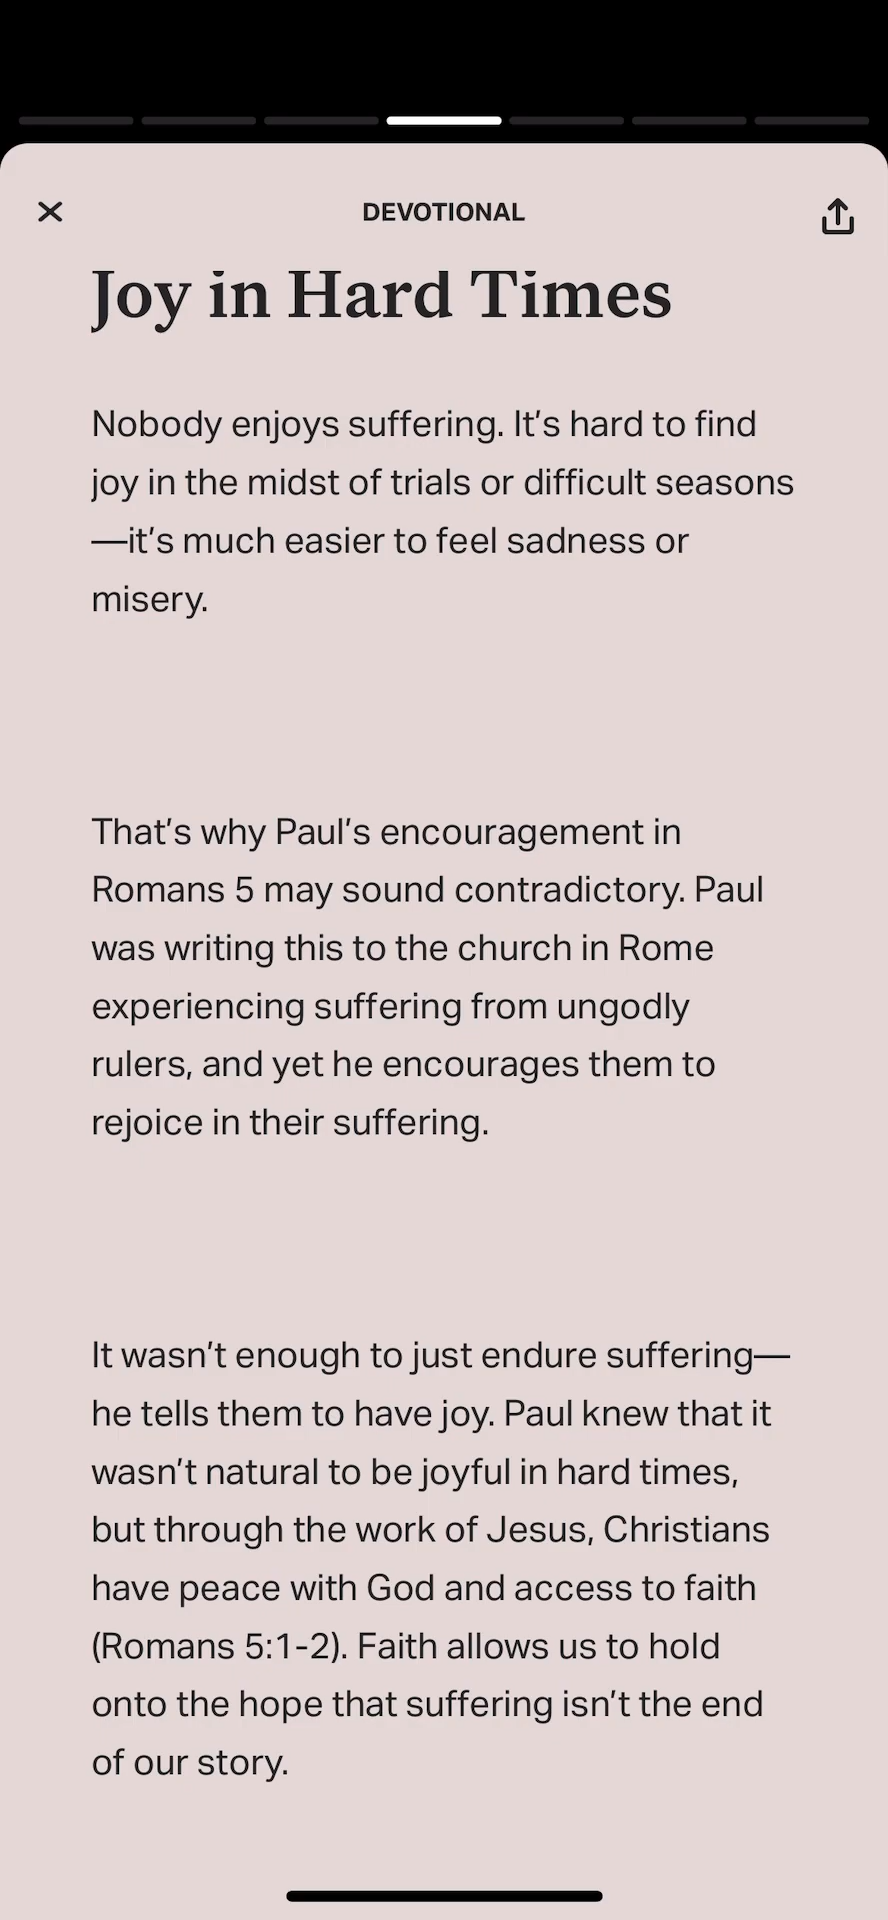 DEVOTIONAL
Joy in Hard Times
Nobody enjoys suffering. It’s hard to find
joy in the midst of trials or difficult seasons
—it’s much easier to feel sadness or
misery.
That’s why Paul’s encouragement in
Romans 5 may sound contradictory. Paul
was writing this to the church in Rome
experiencing suffering from ungodly
rulers, and yet he encourages them to
rejoice in their suffering.
It wasn’t enough to just endure suffering—
he tells them to have joy. Paul knew that it
wasn’t natural to be joyful in hard times,
but through the work of Jesus, Christians
have peace with God and access to faith
(Romans 5:1-2). Faith allows us to hold
onto the hope that suffering isn’t the end
of our story.